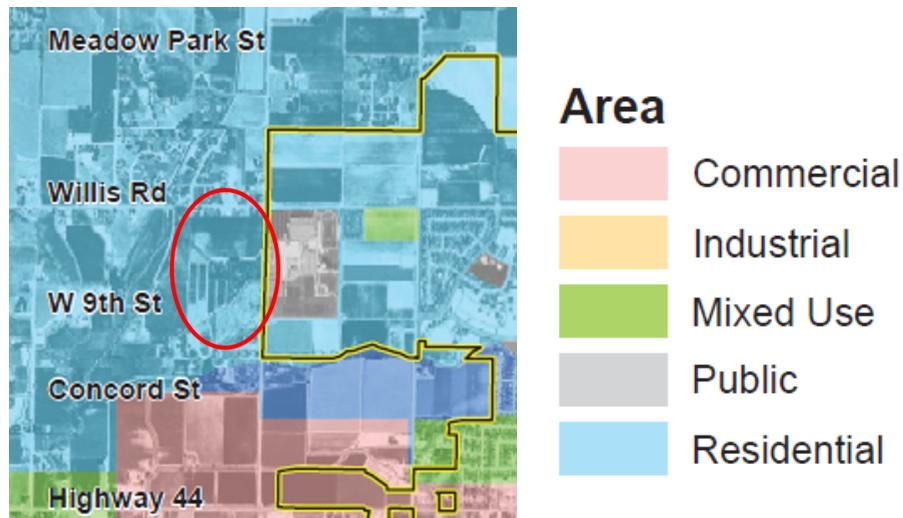 Meadow Park St
Willis Rd
W 9th St
Concord St
Highway 44
Area
Commercial
Industrial
Mixed Use
Public
Residential